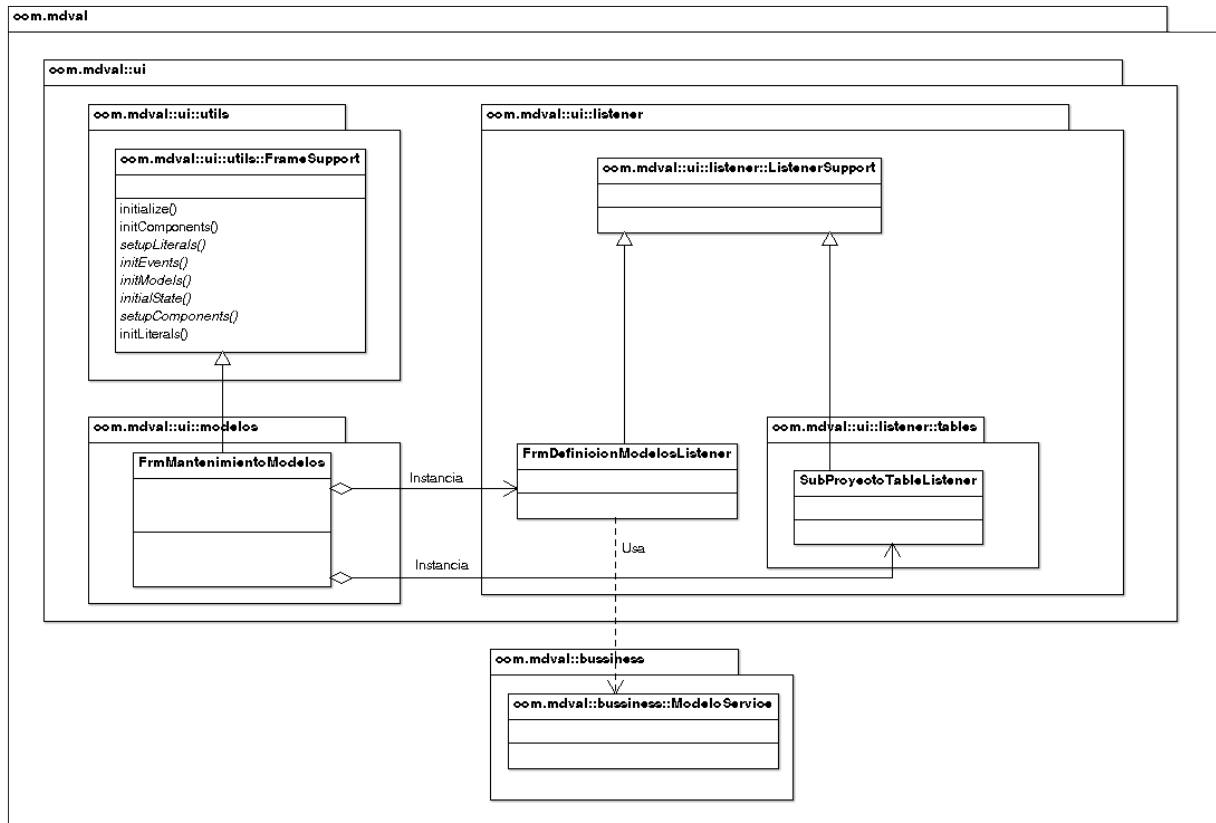 com.mdval
com.mdval::ui
com.mdval::ui::utils
com.mdval::ui::listener
com.mdval::ui::utils::FrameSupport
com.mdval::ui::listener::ListenerSupport
initialize()
initComponents()
setupLiterals()
initEvents()
initModels()
initialState()
setupComponents()
initLiterals()
com.mdval::ui::modelos
com.mdval::ui::listener::tables
FrmMantenimientoModelos
FrmDefinicionModelosListener
SubProyectoTableListener
Instancia
Usa
Instancia
com.mdval::bussiness
com.mdval::bussiness::ModeloService